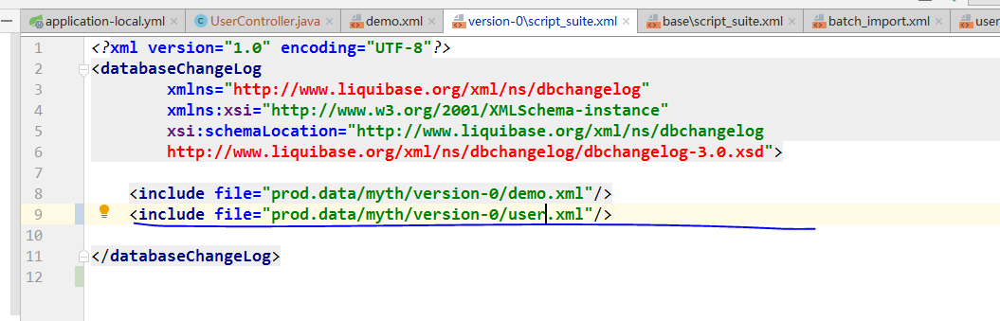 application-local.yml × UserController.java × demo.xml × version-0\script_suite.xml × base\script_suite.xml × batch_import.xml × user
1 <?xml version="1.0" encoding="UTF-8"?>
2 <databaseChangeLog
3 xmlns="http://www.liquibase.org/xml/ns/dbchangelog"
4 xmlns:xsi="http://www.w3.org/2001/XMLSchema-instance"
5 xsi:schemaLocation="http://www.liquibase.org/xml/ns/dbchangelog
6 http://www.liquibase.org/xml/ns/dbchangelog/dbchangelog-3.0.xsd">
7
8 <include file="prod.data/myth/version-0/demo.xml"/>
9 <include file="prod.data/myth/version-0/user.xml"/>
10
11 </databaseChangeLog>
12